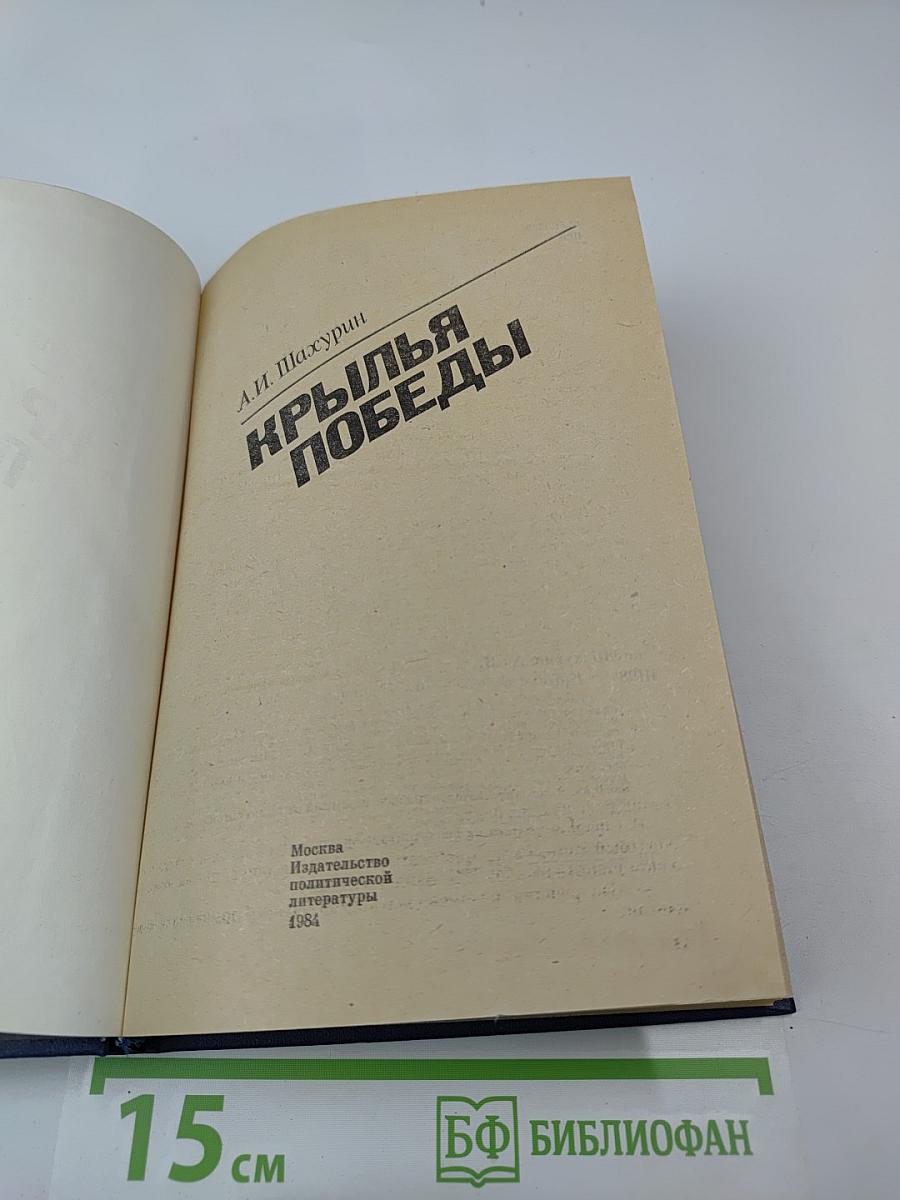 А.И. Шахурин
КРЫЛЬЯ
ПОБЕДЫ
Москва
Издательство
политической
литературы
1984
15 см
БФ БИБЛИОФАН